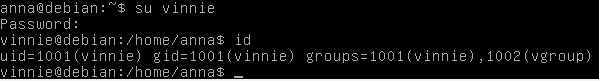 anna@debian:~$ su vinnie
Password:
vinnie@debian:/home/anna$ id
uid=1001(vinnie) gid=1001(vinnie) groups=1001(vinnie),1002(vgroup)
vinnie@debian:/home/anna$ _